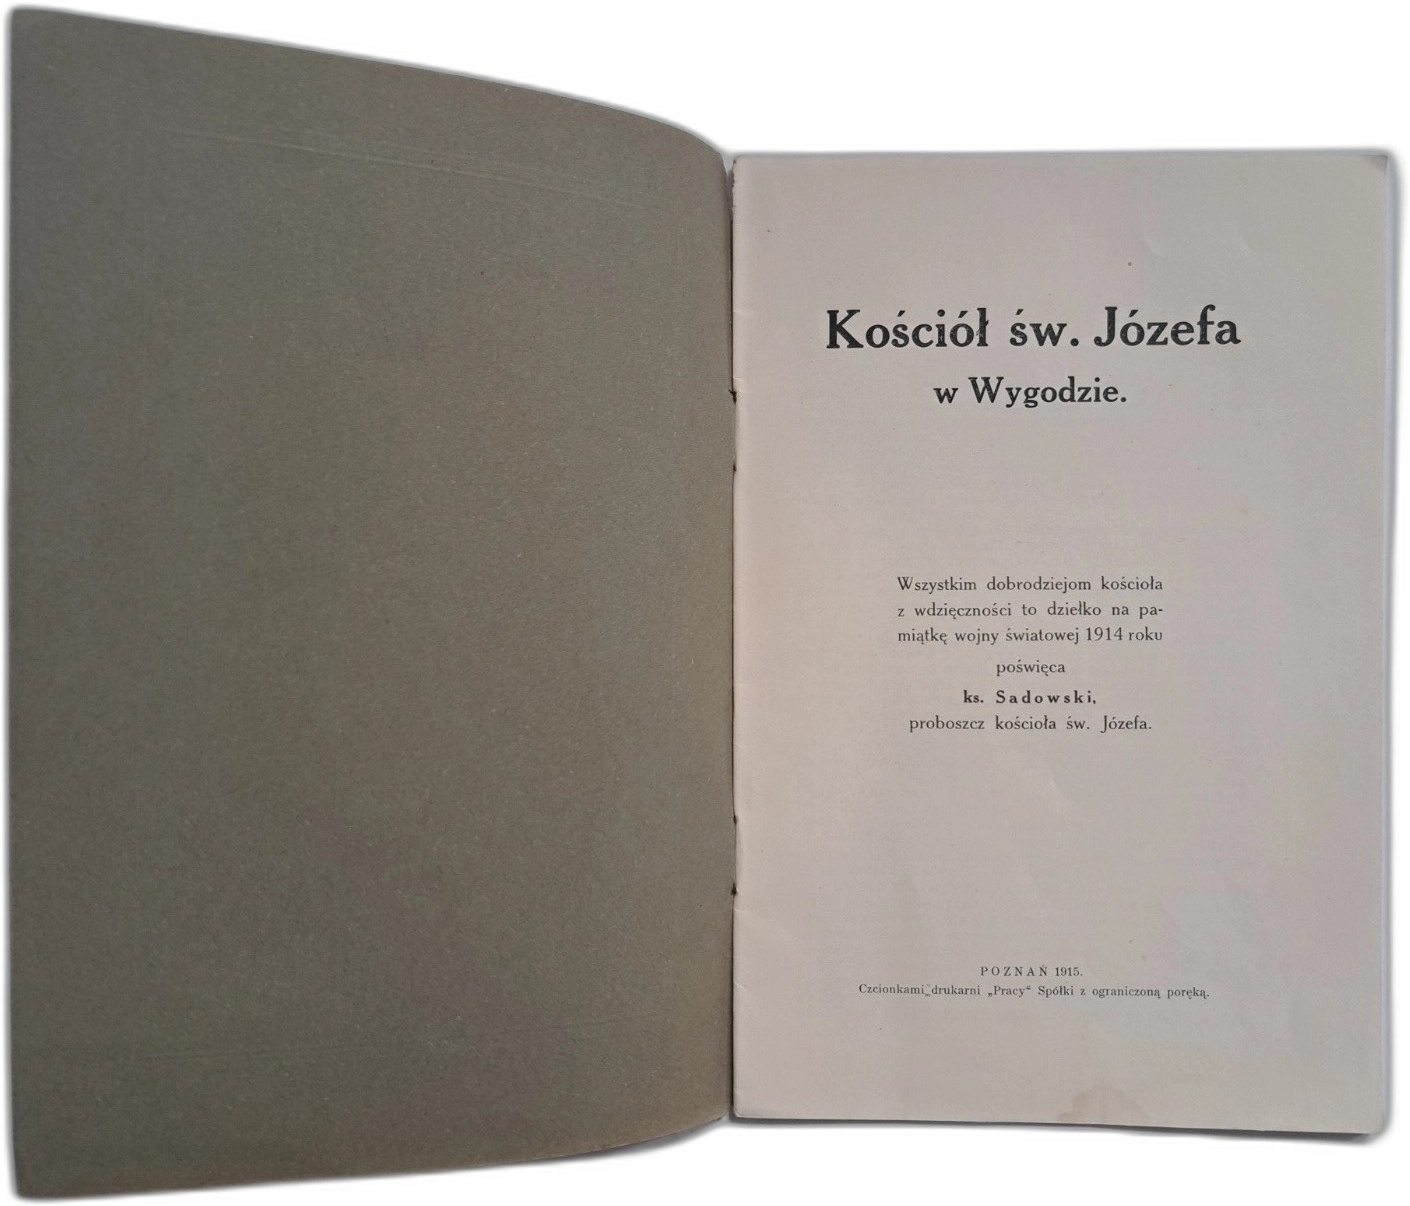 Kościół św. Józefa
w Wygodzie.
Wszystkim dobrodziejom kościoła
z wdzięczności to dziełko na pa-
miątkę wojny światowej 1914 roku
poświęca
ks. Sadowski,
proboszcz kościoła św. Józefa.
POZNAŃ 1915.
Czcionkami drukarni „Pracy“ Spółki z ograniczoną poręką.